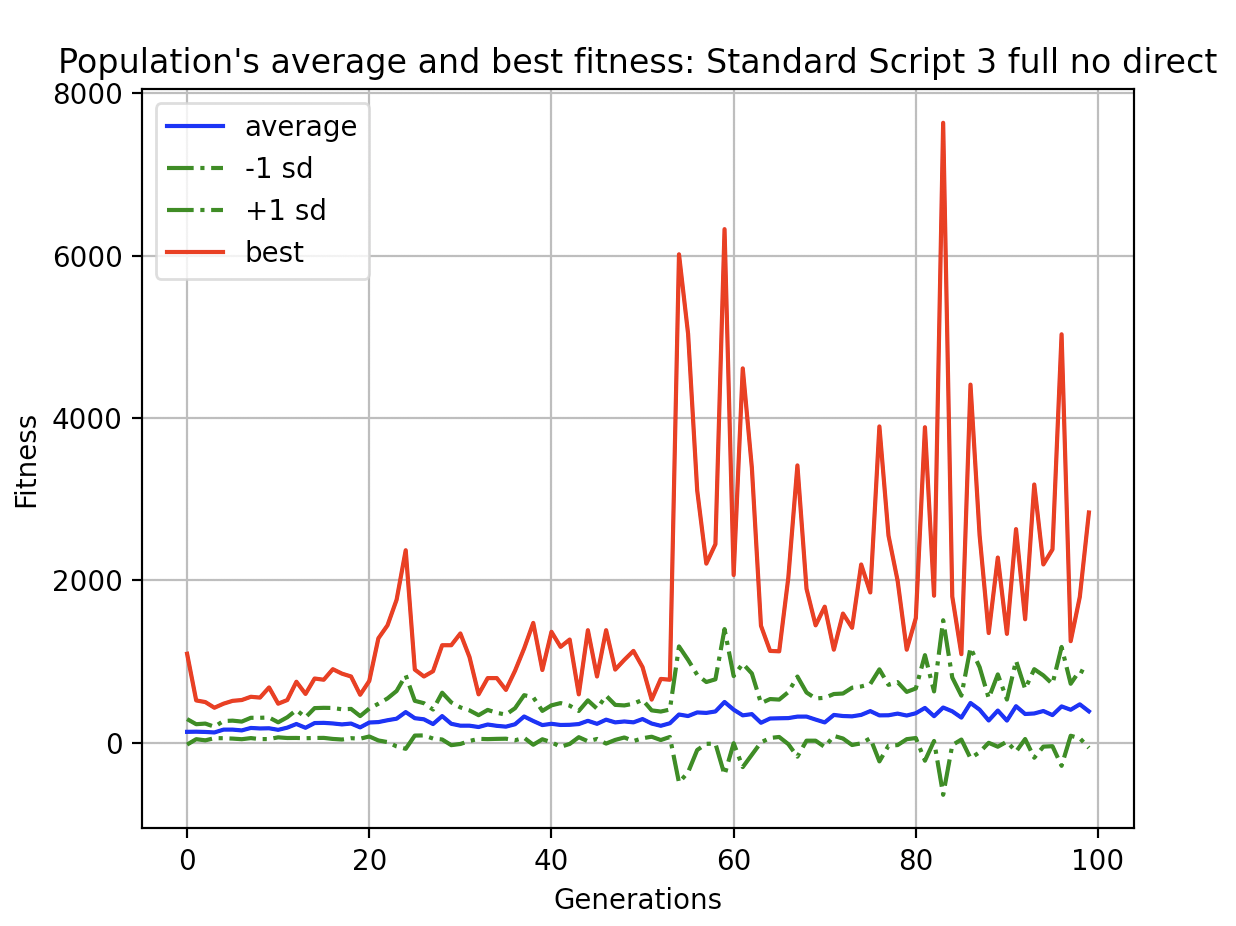 Population's average and best fitness: Standard Script 3 full no direct
8000
6000
4000
2000
0
Fitness
average
-1 sd
+1 sd
best
0 20 40 60 80 100
Generations